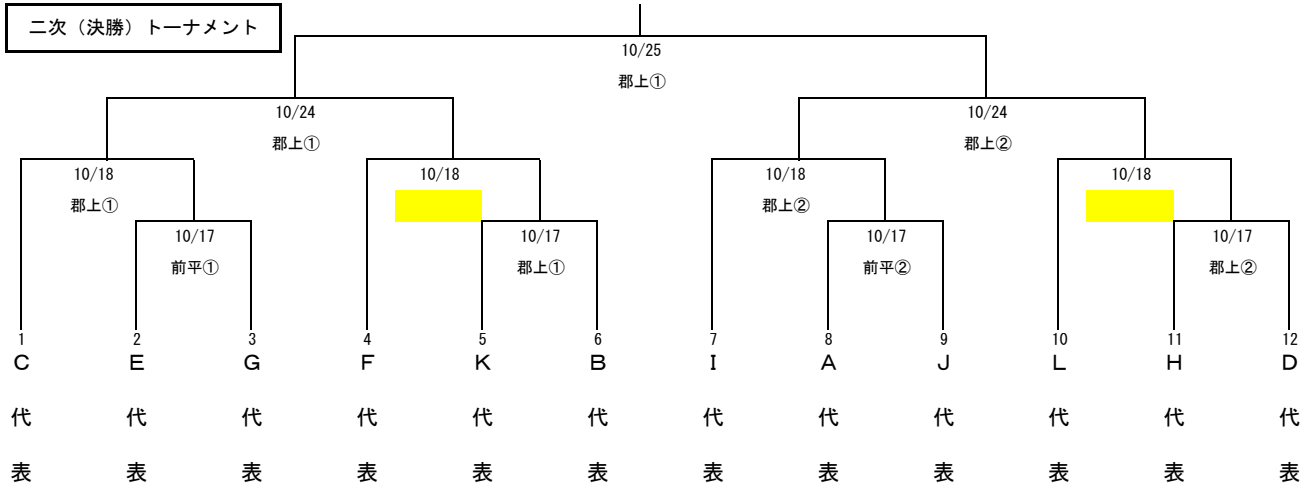 二次（決勝）トーナメント
10/25
郡上①
10/24
郡上①
10/24
郡上②
10/18
郡上①
10/18
10/18
郡上②
10/18
10/17
前平①
10/17
郡上①
10/17
前平②
10/17
郡上②
1 2 3 4 5 6 7 8 9 10 11 12
C E G F K B I A J L H D
代 代 代 代 代 代 代 代 代 代 代 代
表 表 表 表 表 表 表 表 表 表 表 表